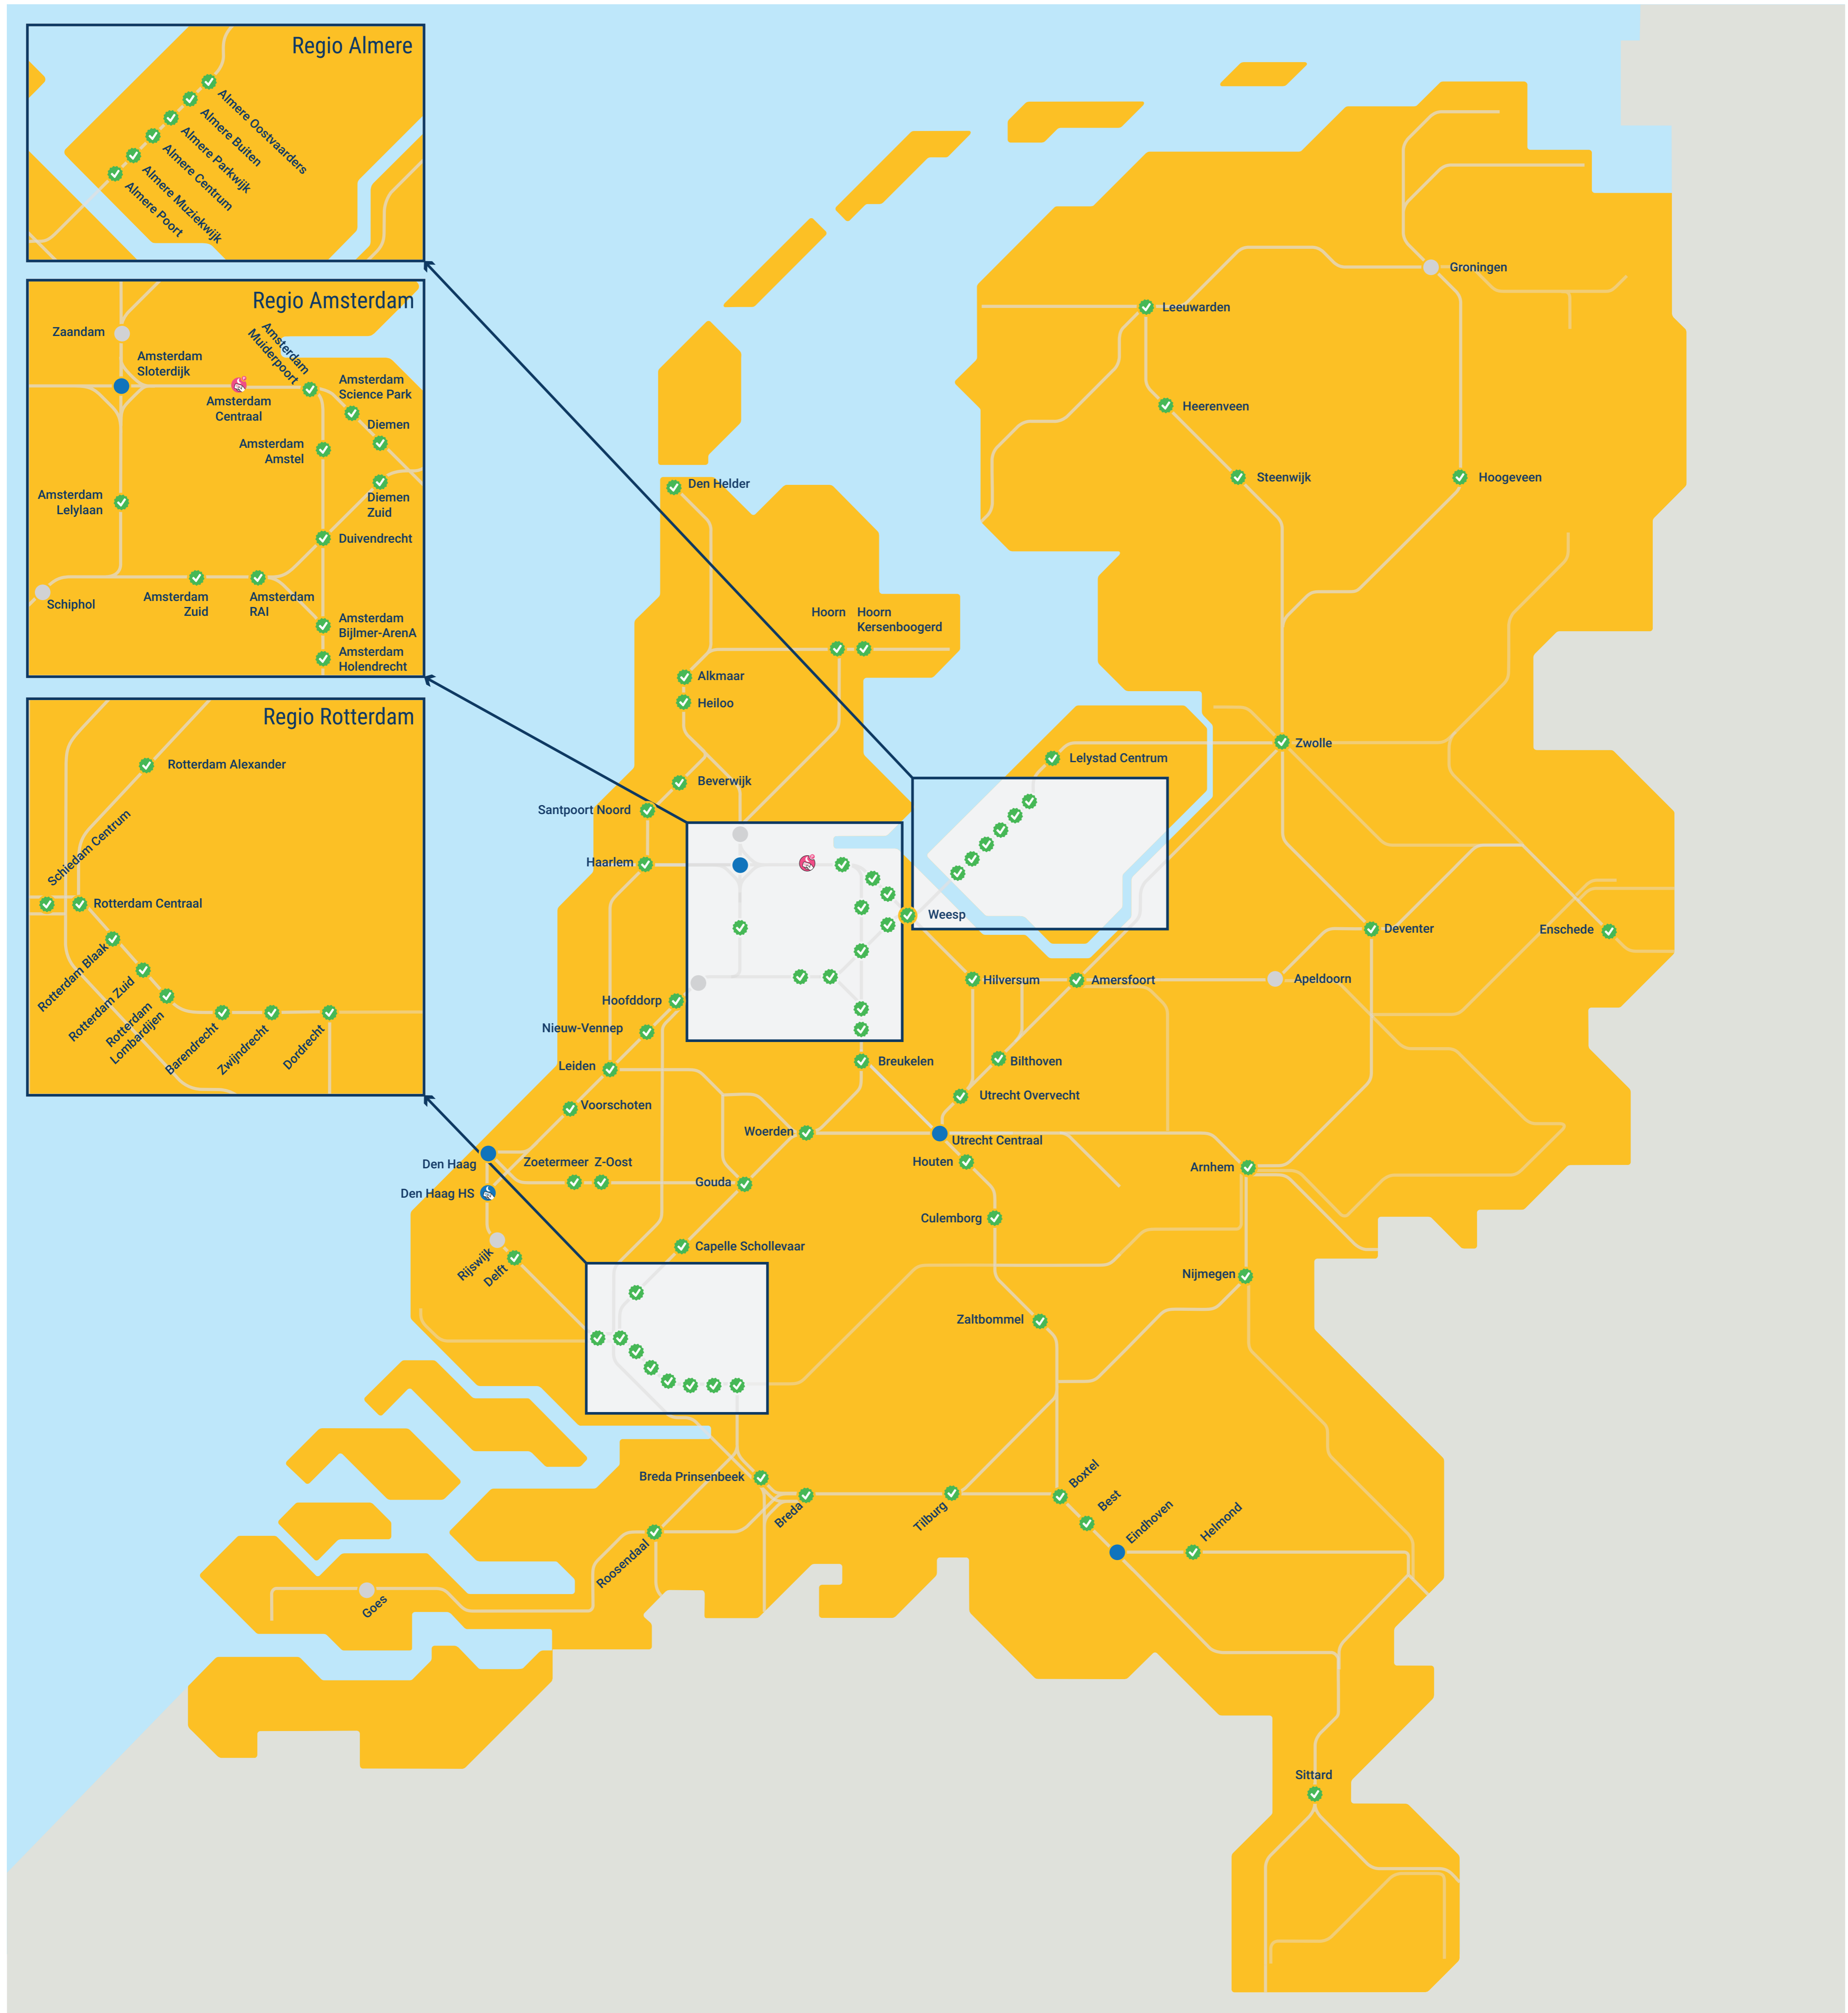 Regio Almere
Almere Oostvaarders
Almere Buiten
Almere Parkwijk
Almere Centrum
Almere Muziekwijk
Almere Poort
Regio Amsterdam
Zaandam
Amsterdam
Sloterdijk
Amsterdam
Muiderpoort
Amsterdam
Centraal
Amsterdam
Science Park
Diemen
Amsterdam
Amstel
Amsterdam
Lelylaan
Diemen
Zuid
Duivendrecht
Schiphol
Amsterdam
Zuid
Amsterdam
RAI
Amsterdam
Bijlmer-ArenA
Amsterdam
Holendrecht
Regio Rotterdam
Rotterdam Alexander
Schiedam Centrum
Rotterdam Centraal
Rotterdam Blaak
Rotterdam Zuid
Rotterdam
Lombardijen
Barendrecht
Zwijndrecht
Dordrecht
Groningen
Leeuwarden
Heerenveen
Steenwijk
Hoogeveen
Den Helder
Hoorn
Hoorn
Kersenboogerd
Alkmaar
Heiloo
Zwolle
Lelystad Centrum
Beverwijk
Santpoort Noord
Haarlem
Weesp
Deventer
Enschede
Hilversum
Amersfoort
Apeldoorn
Hoofddorp
Nieuw-Vennep
Breukelen
Bilthoven
Leiden
Utrecht Overvecht
Voorschoten
Woerden
Utrecht Centraal
Den Haag
Zoetermeer
Z-Oost
Houten
Arnhem
Gouda
Den Haag HS
Culemborg
Capelle Schollevaar
Rijswijk
Delft
Nijmegen
Zaltbommel
Breda Prinsenbeek
Breda
Tilburg
Boxtel
Best
Eindhoven
Helmond
Roosendaal
Goes
Sittard